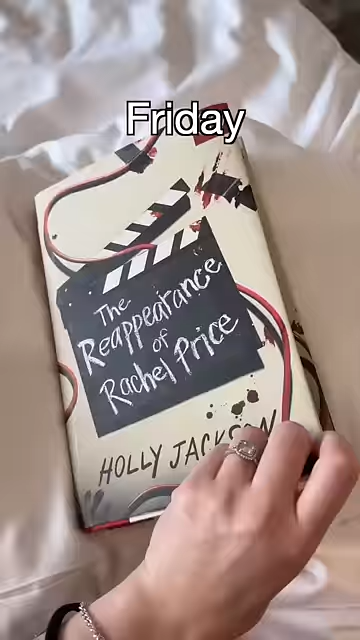 Friday
The
Reappearance
of
Rachel Price
HOLLY JACKSON